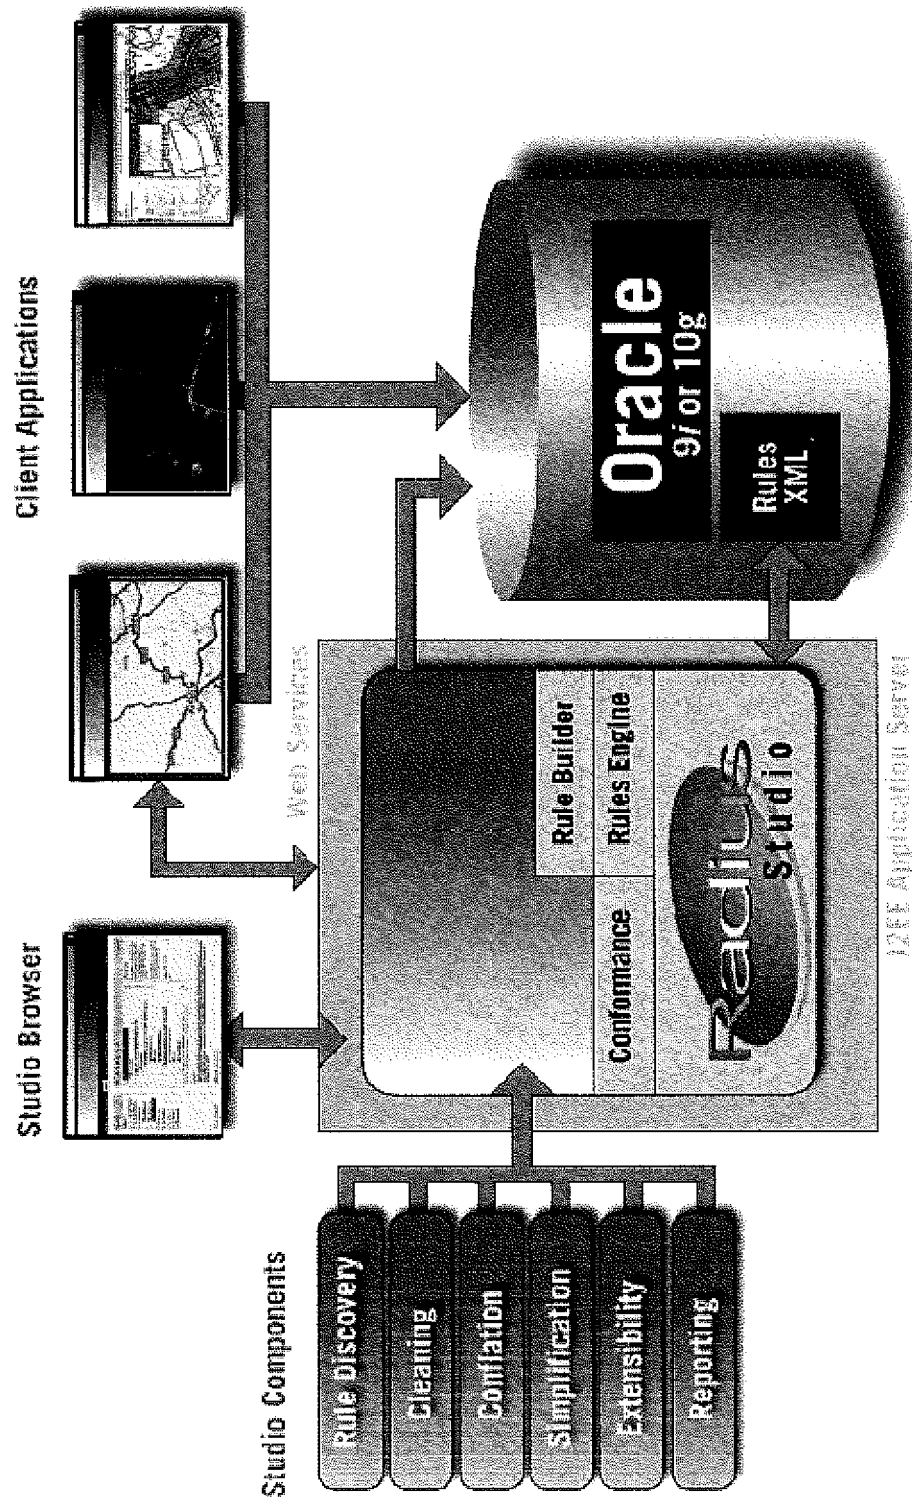 Studio Browser
Client Applications
Studio Components
Rule Discovery
Cleaning
Conflation
Simplification
Extensibility
Reporting
Web Services
Rule Builder
Conformance
Rules Engine
Radius
Studio
J2EE Application Server
Oracle
9i or 10g
Rules
XML